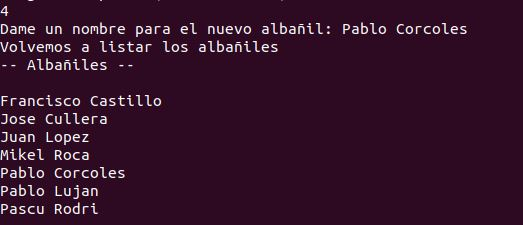 4
Dame un nombre para el nuevo albañil: Pablo Corcoles
Volvemos a listar los albañiles
-- Albañiles --
Francisco Castillo
Jose Cullera
Juan Lopez
Mikel Roca
Pablo Corcoles
Pablo Lujan
Pascu Rodri